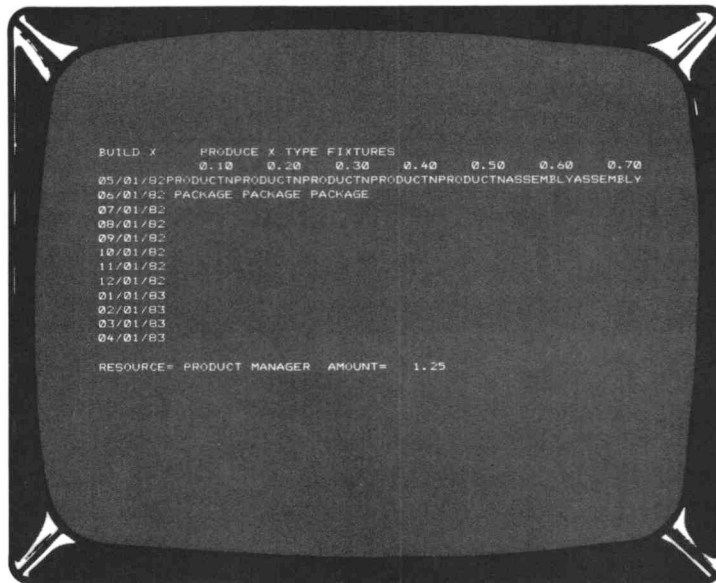 BUILD X PRODUCE X TYPE FIXTURES
0.10 0.20 0.30 0.40 0.50 0.60 0.70
05/01/82PRODUCTNPRODUCTNPRODUCTNPRODUCTNPRODUCTNASSEMBLYASSEMBLY
06/01/82 PACKAGE PACKAGE PACKAGE
07/01/82
08/01/82
09/01/82
10/01/82
11/01/82
12/01/82
01/01/83
02/01/83
03/01/83
04/01/83
RESOURCE= PRODUCT MANAGER AMOUNT= 1.25